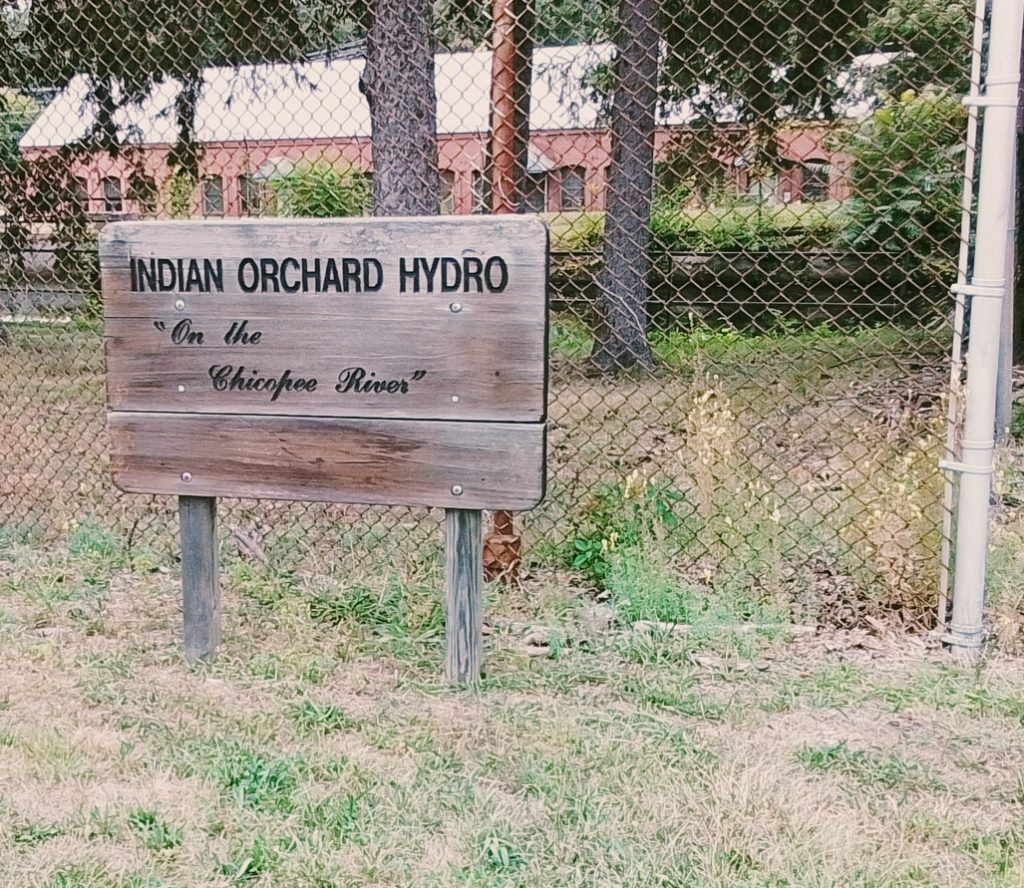 INDIAN ORCHARD HYDRO
"On the
Chicopee River"